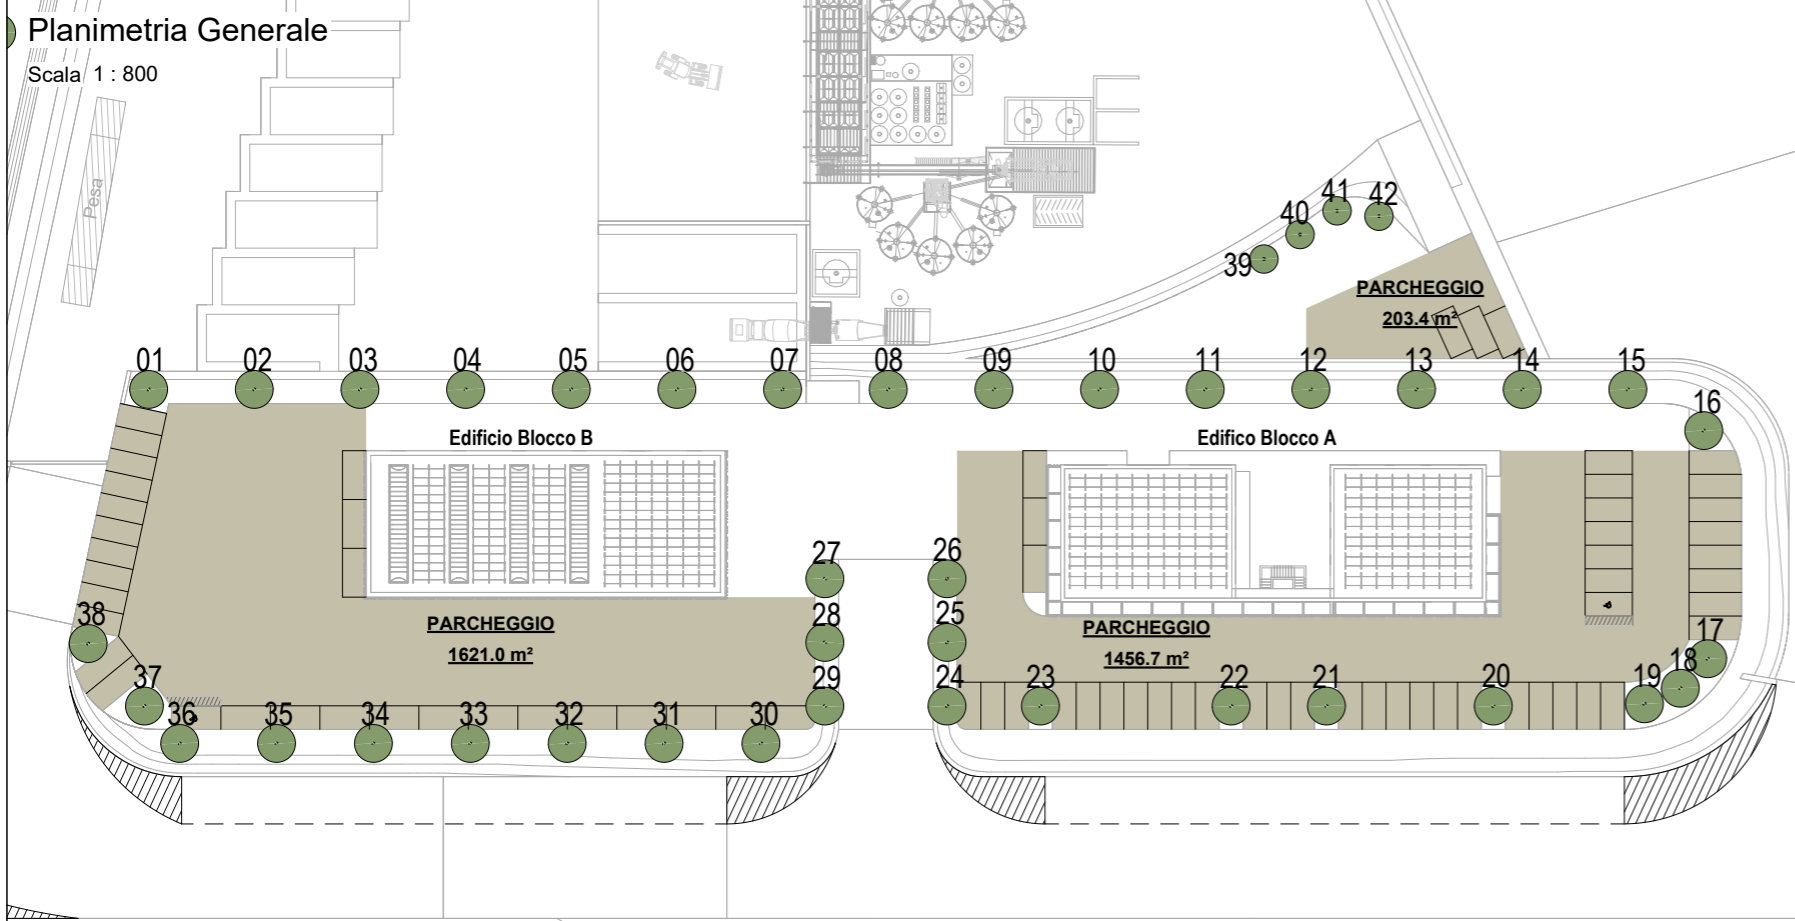 Planimetria Generale
Scala 1 : 800
Pesa
41 42
40
39
PARCHEGGIO
203.4 m²
01 02 03 04 05 06 07 08 09 10 11 12 13 14 15
16
Edificio Blocco B
Edifico Blocco A
27 26
38 28 25
PARCHEGGIO
1621.0 m²
PARCHEGGIO
1456.7 m²
17
18
37 29 24 23 22 21 20 19
36 35 34 33 32 31 30